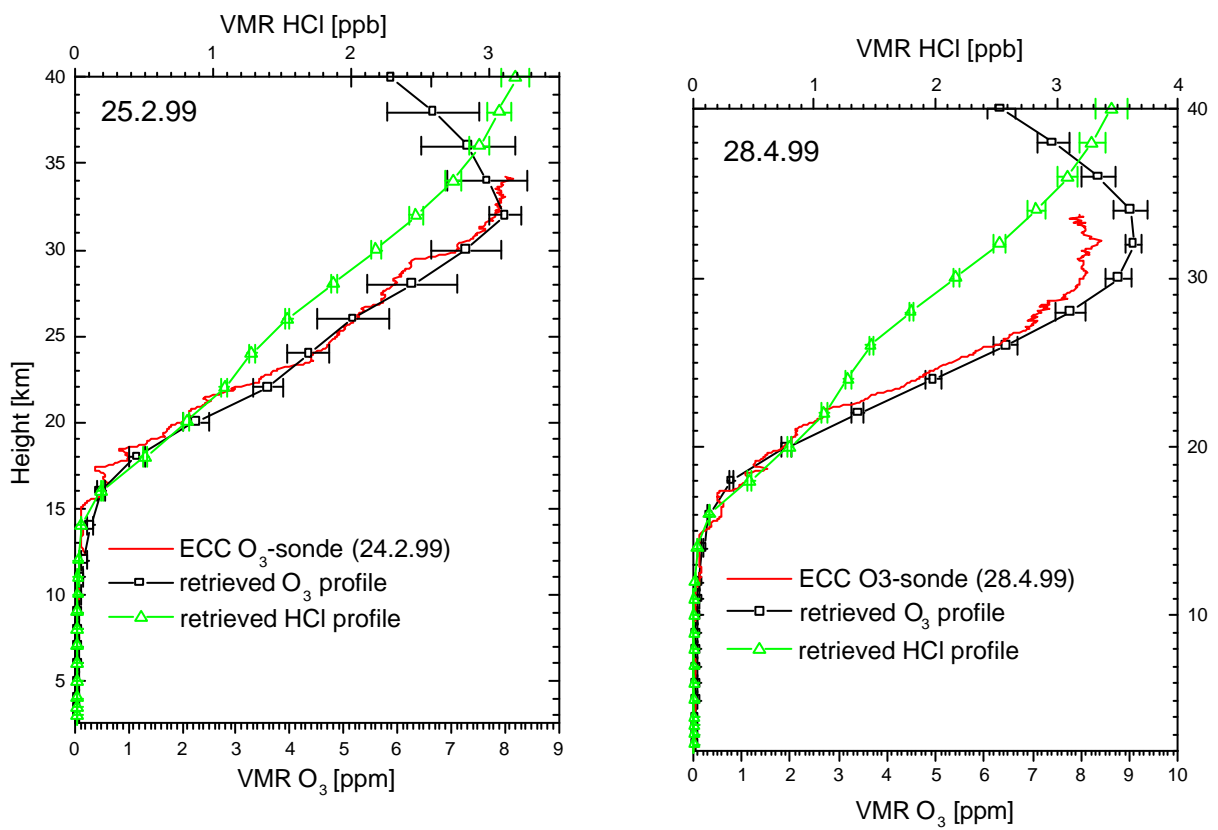 VMR HCl [ppb]
0 1 2 3
40
35
30
25
20
15
10
5
Height [km]
25.2.99
ECC O₃-sonde (24.2.99)
retrieved O₃ profile
retrieved HCl profile
0 1 2 3 4 5 6 7 8 9
VMR O₃ [ppm]
VMR HCl [ppb]
0 1 2 3 4
40
30
20
10
28.4.99
ECC O3-sonde (28.4.99)
retrieved O₃ profile
retrieved HCl profile
0 1 2 3 4 5 6 7 8 9 10
VMR O₃ [ppm]